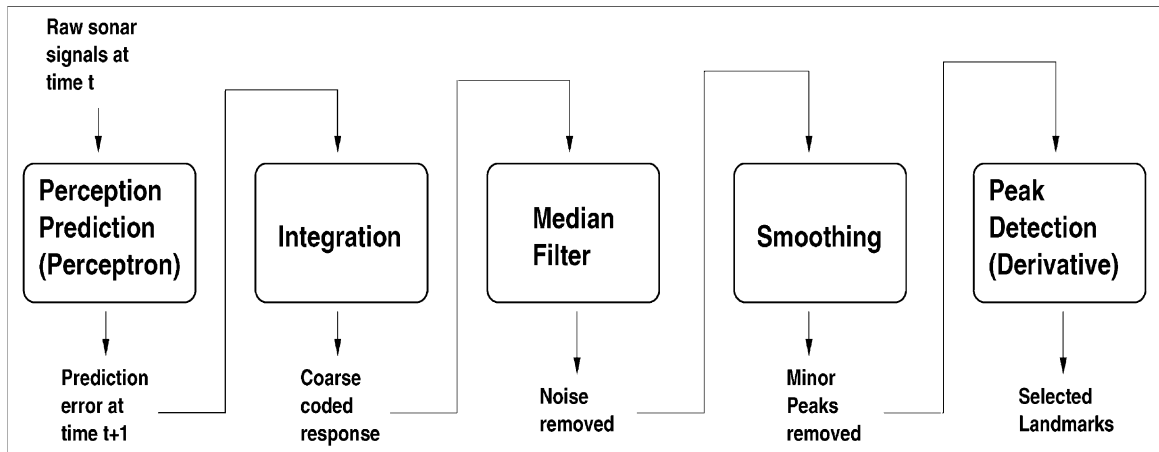 Raw sonar
signals at
time t
Perception
Prediction
(Perceptron)
Integration
Median
Filter
Smoothing
Peak
Detection
(Derivative)
Prediction
error at
time t+1
Coarse
coded
response
Noise
removed
Minor
Peaks
removed
Selected
Landmarks